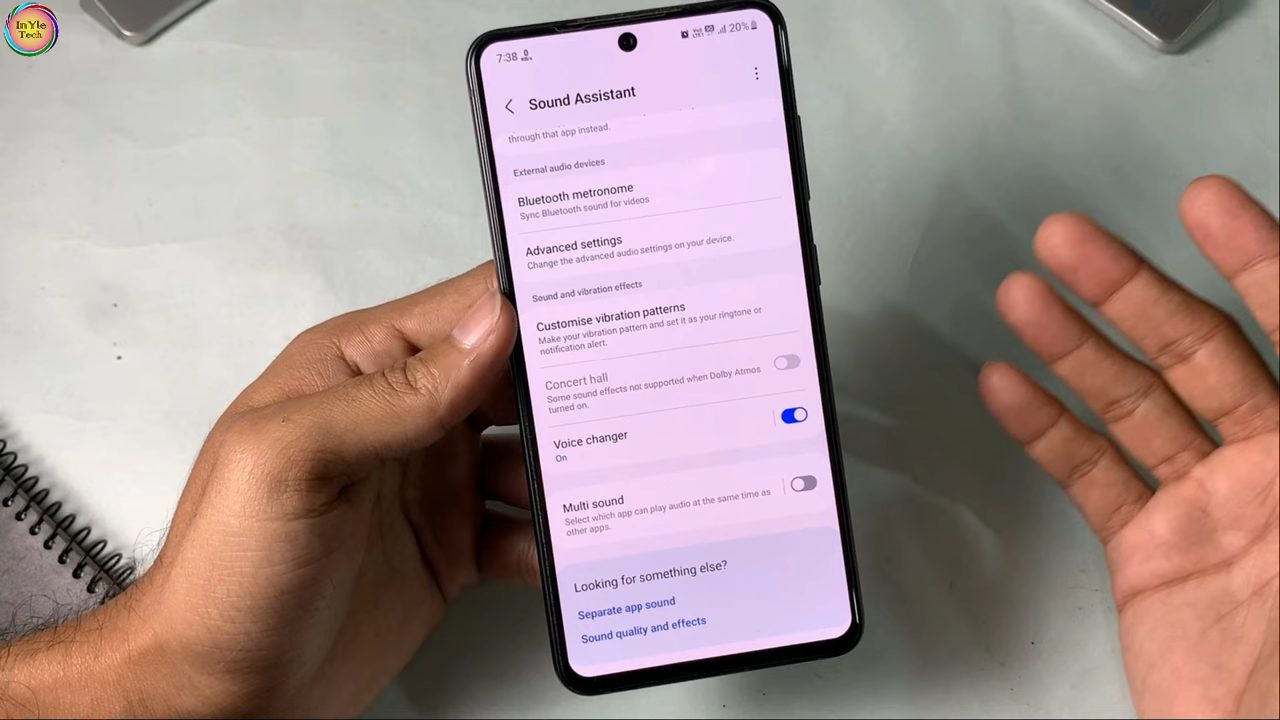 InYle
Tech
7:38
20%
Sound Assistant
through that app instead.
External audio devices
Bluetooth metronome
Sync Bluetooth sound for videos
Advanced settings
Change the advanced audio settings on your device.
Sound and vibration effects
Customise vibration patterns
Make your vibration pattern and set it as your ringtone or
notification alert.
Concert hall
Some sound effects not supported when Dolby Atmos
turned on.
Voice changer
On
Multi sound
Select which app can play audio at the same time as
other apps.
Looking for something else?
Separate app sound
Sound quality and effects